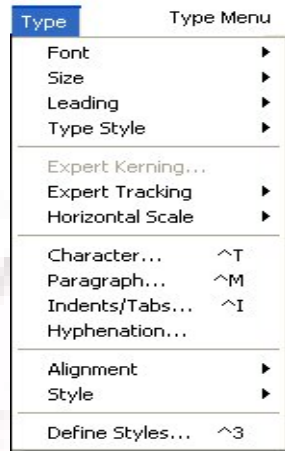 Type Type Menu
Font
Size
Leading
Type Style
Expert Kerning...
Expert Tracking
Horizontal Scale
Character... ^T
Paragraph... ^M
Indents/Tabs... ^I
Hyphenation...
Alignment
Style
Define Styles... ^3